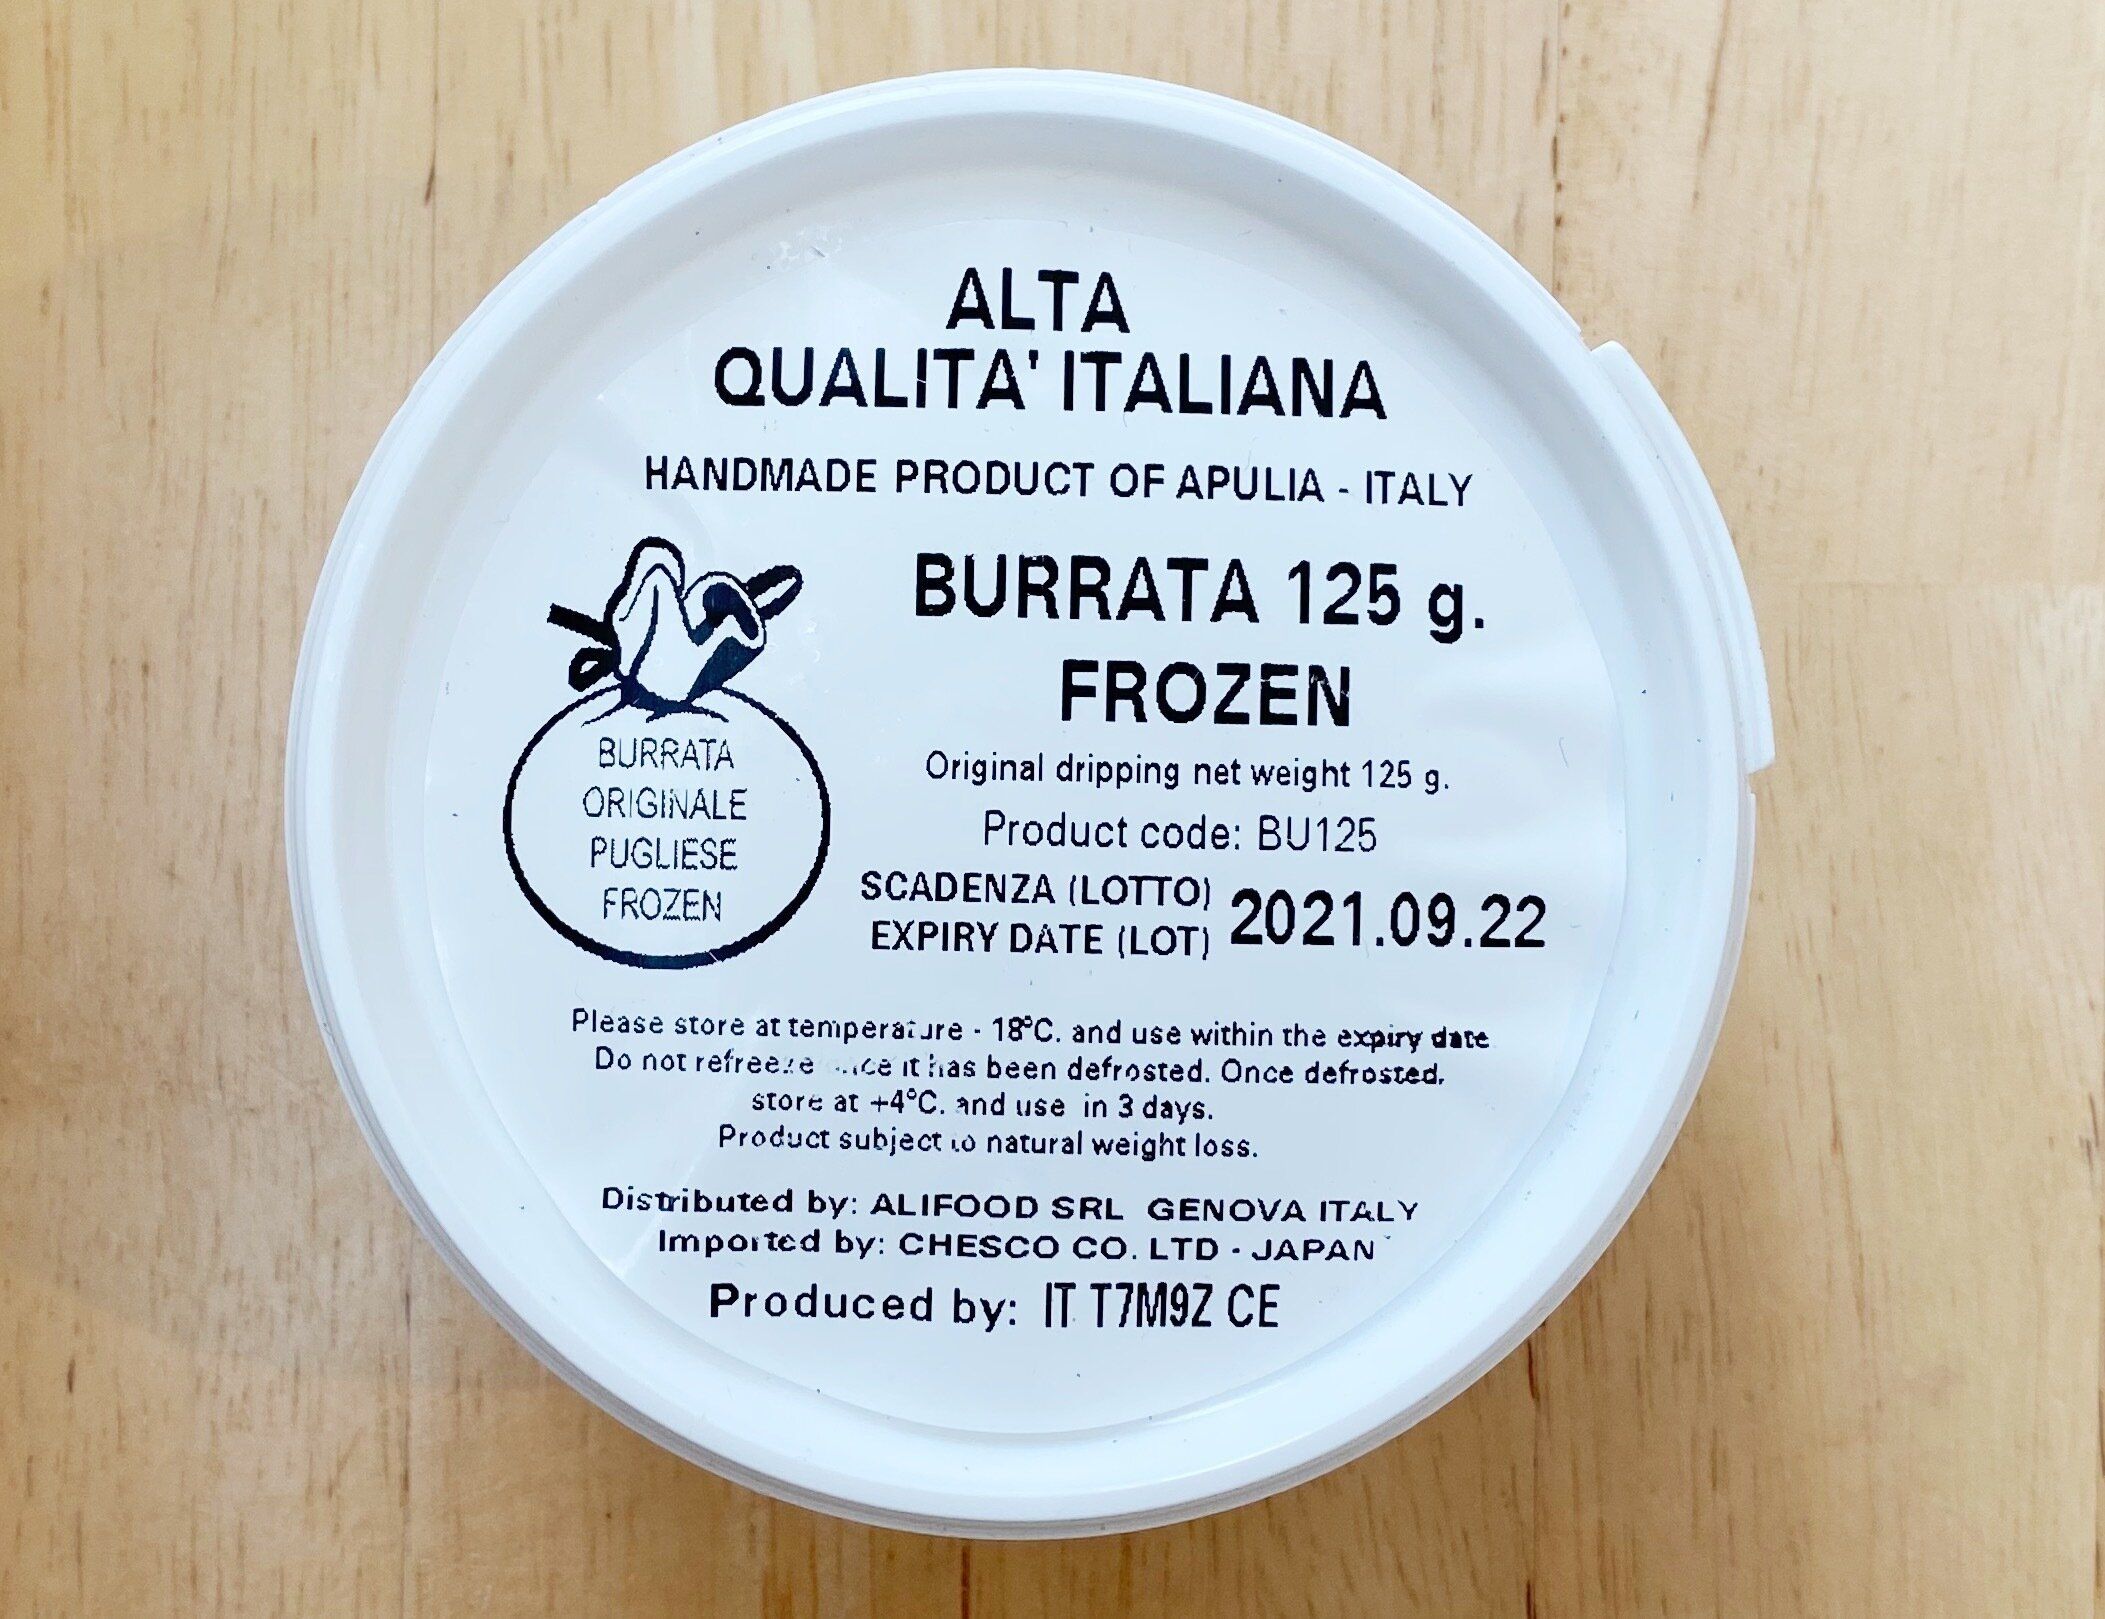 ALTA
QUALITA' ITALIANA
HANDMADE PRODUCT OF APULIA - ITALY
BURRATA 125 g.
FROZEN
Original dripping net weight 125 g.
Product code: BU125
SCADENZA (LOTTO)
EXPIRY DATE (LOT) 2021.09.22
BURRATA
ORIGINALE
PUGLIESE
FROZEN
Please store at temperature - 18°C. and use within the expiry date
Do not refreeze once it has been defrosted. Once defrosted,
store at +4°C. and use in 3 days.
Product subject to natural weight loss.
Distributed by: ALIFOOD SRL GENOVA ITALY
Imported by: CHESCO CO. LTD - JAPAN
Produced by: IT T7M9Z CE